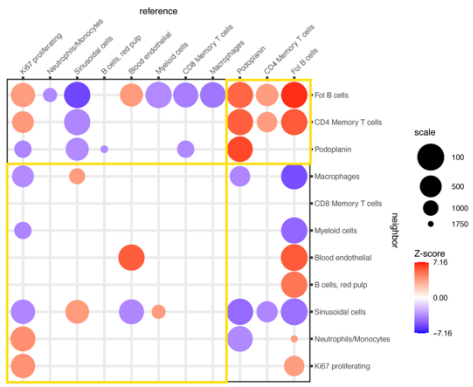 reference
Ki67 proliferating
Neutrophils/Monocytes
Sinusoidal cells
B cells, red pulp
Blood endothelial
Myeloid cells
CD8 Memory T cells
Macrophages
Podoplanin
CD4 Memory T cells
Fol B cells
Fol B cells
CD4 Memory T cells
Podoplanin
Macrophages
CD8 Memory T cells
Myeloid cells
Blood endothelial
B cells, red pulp
Sinusoidal cells
Neutrophils/Monocytes
Ki67 proliferating
neighbor
scale
100
500
1000
1750
Z-score
7.16
0.00
−7.16